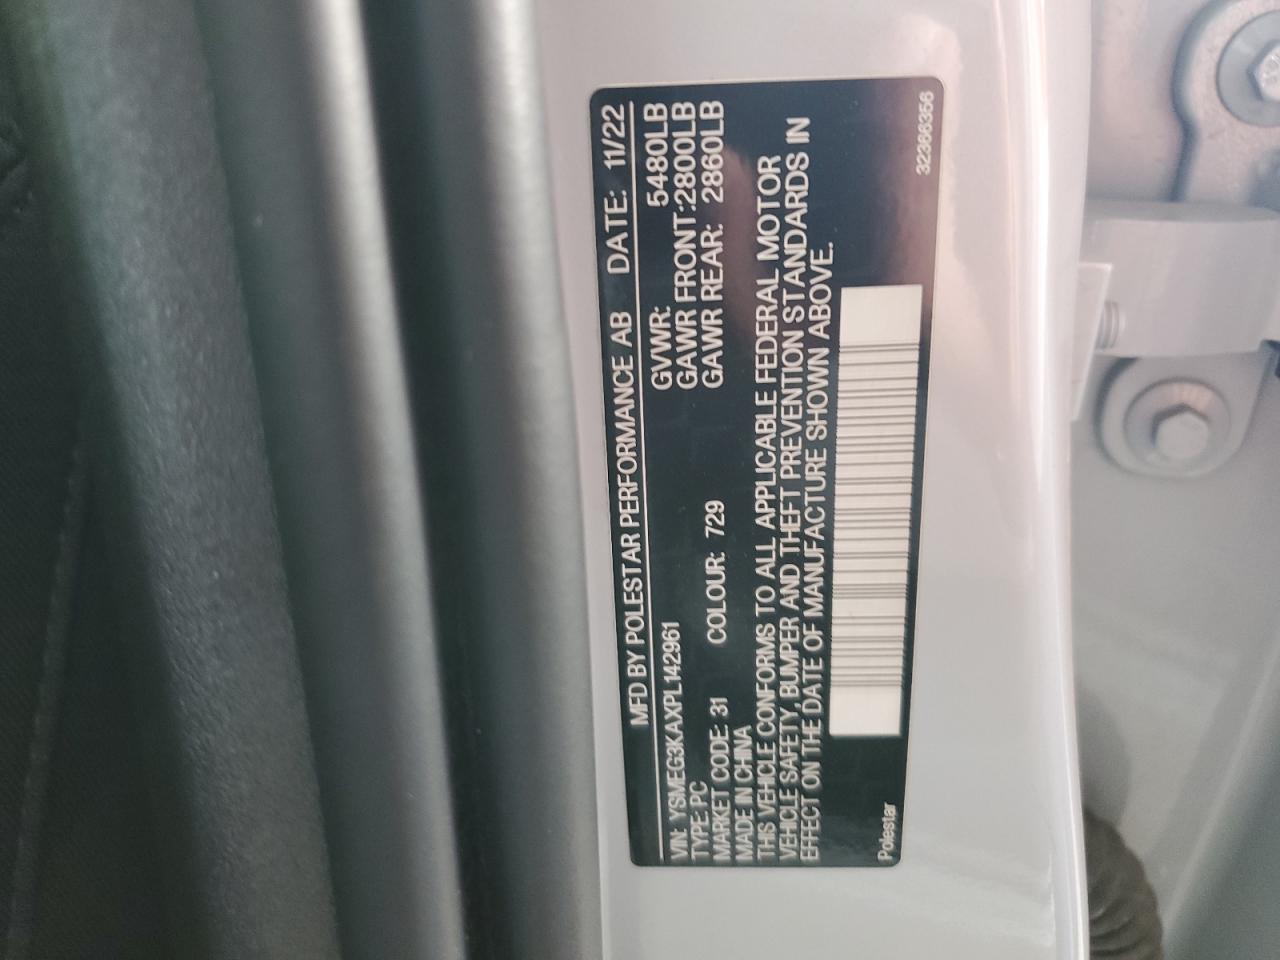 MFD BY POLESTAR PERFORMANCE AB DATE: 11/22
VIN: YSMEG3KAXPL142961 GVWR: 5480LB
TYPE: PC GAWR FRONT:2800LB
MARKET CODE: 31 COLOUR: 729 GAWR REAR: 2860LB
MADE IN CHINA
THIS VEHICLE CONFORMS TO ALL APPLICABLE FEDERAL MOTOR
VEHICLE SAFETY, BUMPER AND THEFT PREVENTION STANDARDS IN
EFFECT ON THE DATE OF MANUFACTURE SHOWN ABOVE.
Polestar 32366356